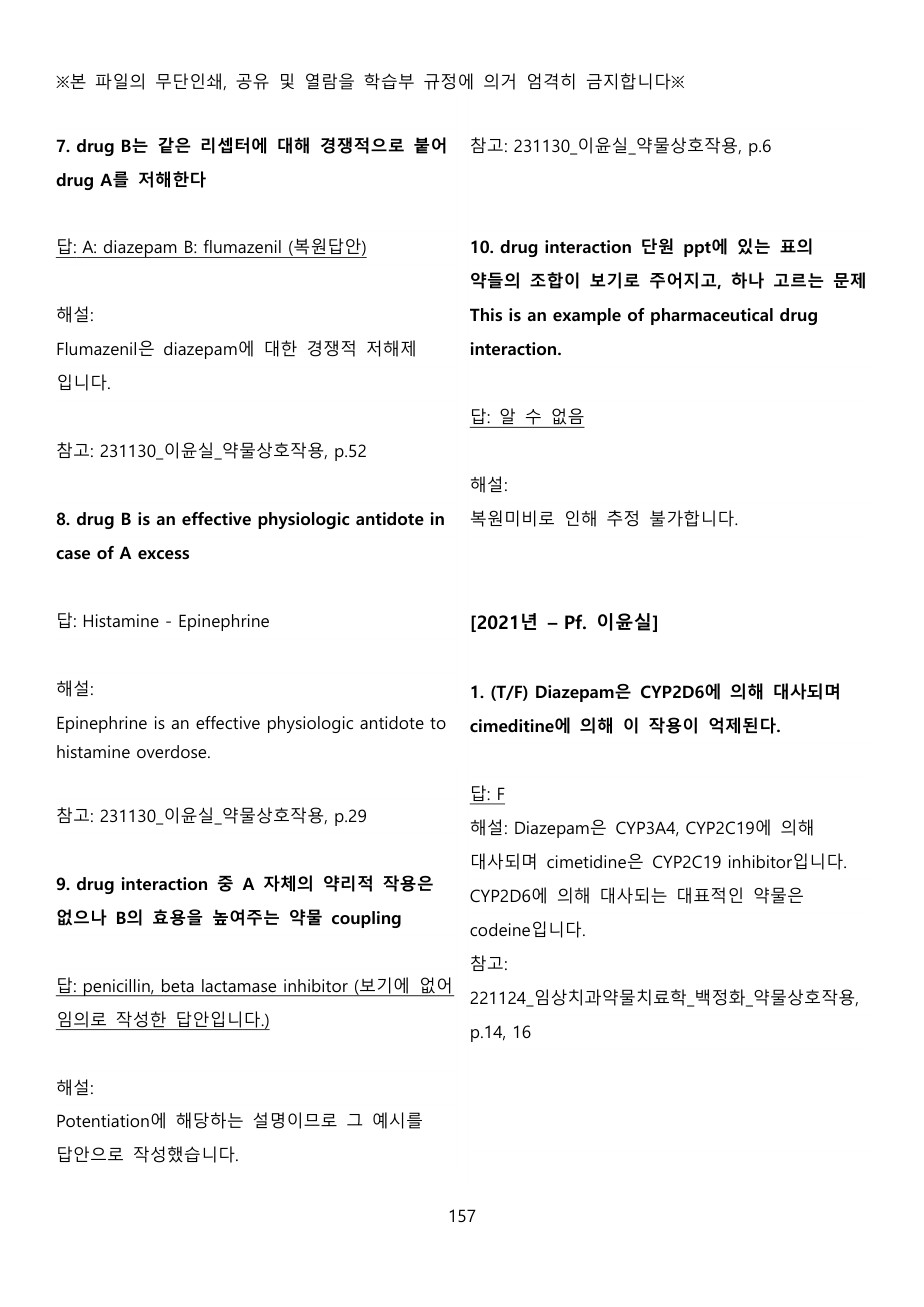 ※본 파일의 무단인쇄, 공유 및 열람을 학습부 규정에 의거 엄격히 금지합니다※
7. drug B는 같은 리셉터에 대해 경쟁적으로 붙어
drug A를 저해한다
답: A: diazepam B: flumazenil (복원답안)
해설:
Flumazenil은 diazepam에 대한 경쟁적 저해제
입니다.
참고: 231130_이윤실_약물상호작용, p.52
8. drug B is an effective physiologic antidote in
case of A excess
답: Histamine - Epinephrine
해설:
Epinephrine is an effective physiologic antidote to
histamine overdose.
참고: 231130_이윤실_약물상호작용, p.29
9. drug interaction 중 A 자체의 약리적 작용은
없으나 B의 효용을 높여주는 약물 coupling
답: penicillin, beta lactamase inhibitor (보기에 없어
임의로 작성한 답안입니다.)
해설:
Potentiation에 해당하는 설명이므로 그 예시를
답안으로 작성했습니다.
참고: 231130_이윤실_약물상호작용, p.6
10. drug interaction 단원 ppt에 있는 표의
약들의 조합이 보기로 주어지고, 하나 고르는 문제
This is an example of pharmaceutical drug
interaction.
답: 알 수 없음
해설:
복원미비로 인해 추정 불가합니다.
[2021년 – Pf. 이윤실]
1. (T/F) Diazepam은 CYP2D6에 의해 대사되며
cimeditine에 의해 이 작용이 억제된다.
답: F
해설: Diazepam은 CYP3A4, CYP2C19에 의해
대사되며 cimetidine은 CYP2C19 inhibitor입니다.
CYP2D6에 의해 대사되는 대표적인 약물은
codeine입니다.
참고:
221124_임상치과약물치료학_백정화_약물상호작용,
p.14, 16
157